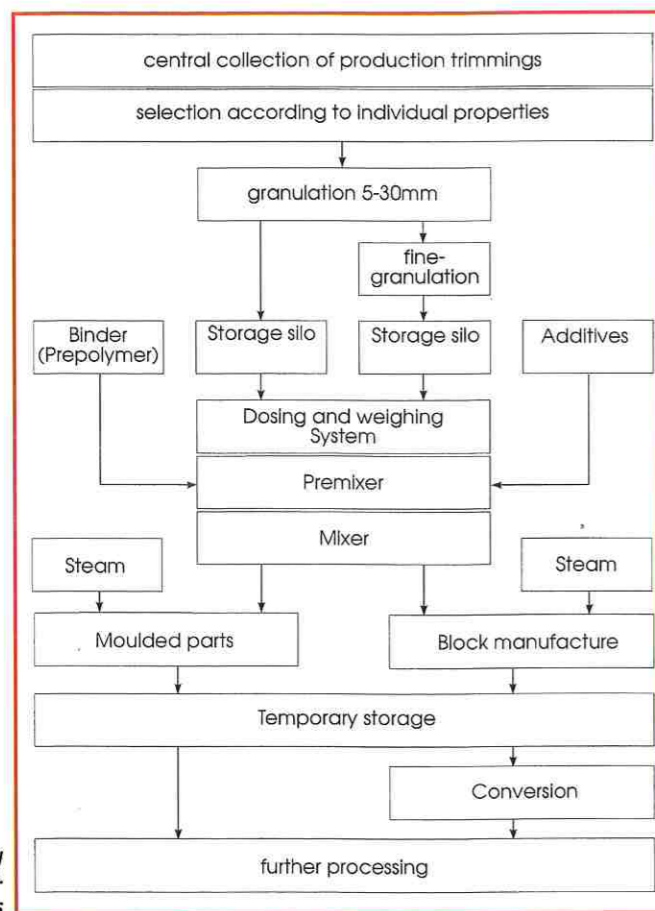 central collection of production trimmings
selection according to individual properties
granulation 5-30mm
fine-
granulation
Binder
(Prepolymer)
Storage silo
Storage silo
Additives
Dosing and weighing
System
Premixer
Mixer
Steam
Steam
Moulded parts
Block manufacture
Temporary storage
Conversion
further processing